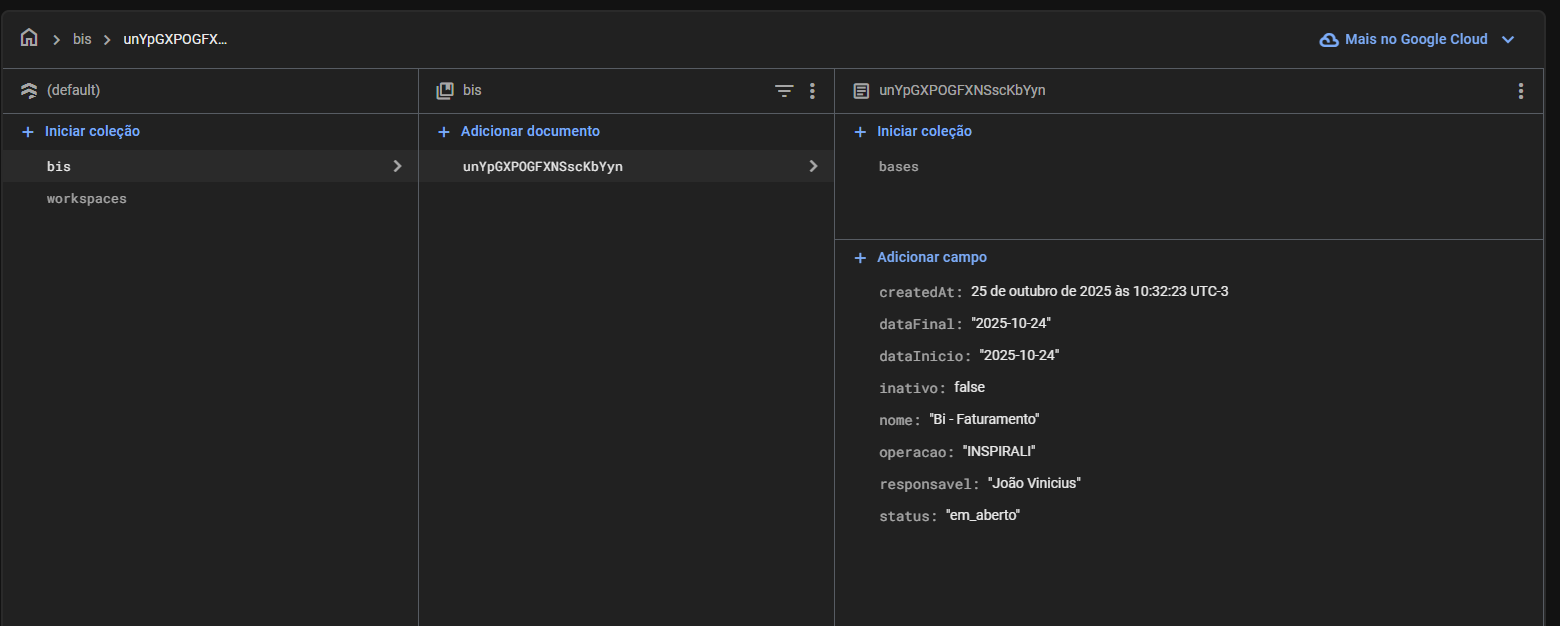 bis unYpGXPOGFX… Mais no Google Cloud
(default)
Iniciar coleção
bis
workspaces
bis
Adicionar documento
unYpGXPOGFXNSscKbYyn
unYpGXPOGFXNSscKbYyn
Iniciar coleção
bases
Adicionar campo
createdAt: 25 de outubro de 2025 às 10:32:23 UTC-3
dataFinal: "2025-10-24"
dataInicio: "2025-10-24"
inativo: false
nome: "Bi - Faturamento"
operacao: "INSPIRALI"
responsavel: "João Vinicius"
status: "em_aberto"